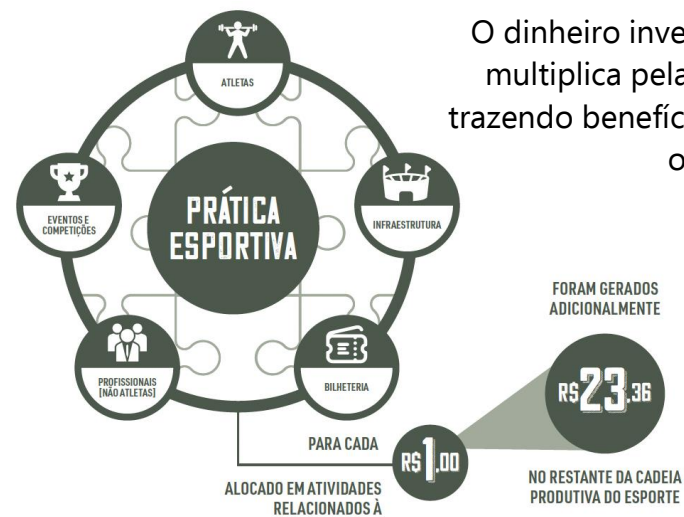 O dinheiro inve
multiplica pela
trazendo benefíc
o
ATLETAS
EVENTOS E
COMPETIÇÕES
PRÁTICA
ESPORTIVA
INFRAESTRUTURA
PROFISSIONAIS
[NÃO ATLETAS]
BILHETERIA
FORAM GERADOS
ADICIONALMENTE
R$23.36
PARA CADA
R$1.00
ALOCADO EM ATIVIDADES
RELACIONADOS À
NO RESTANTE DA CADEIA
PRODUTIVA DO ESPORTE